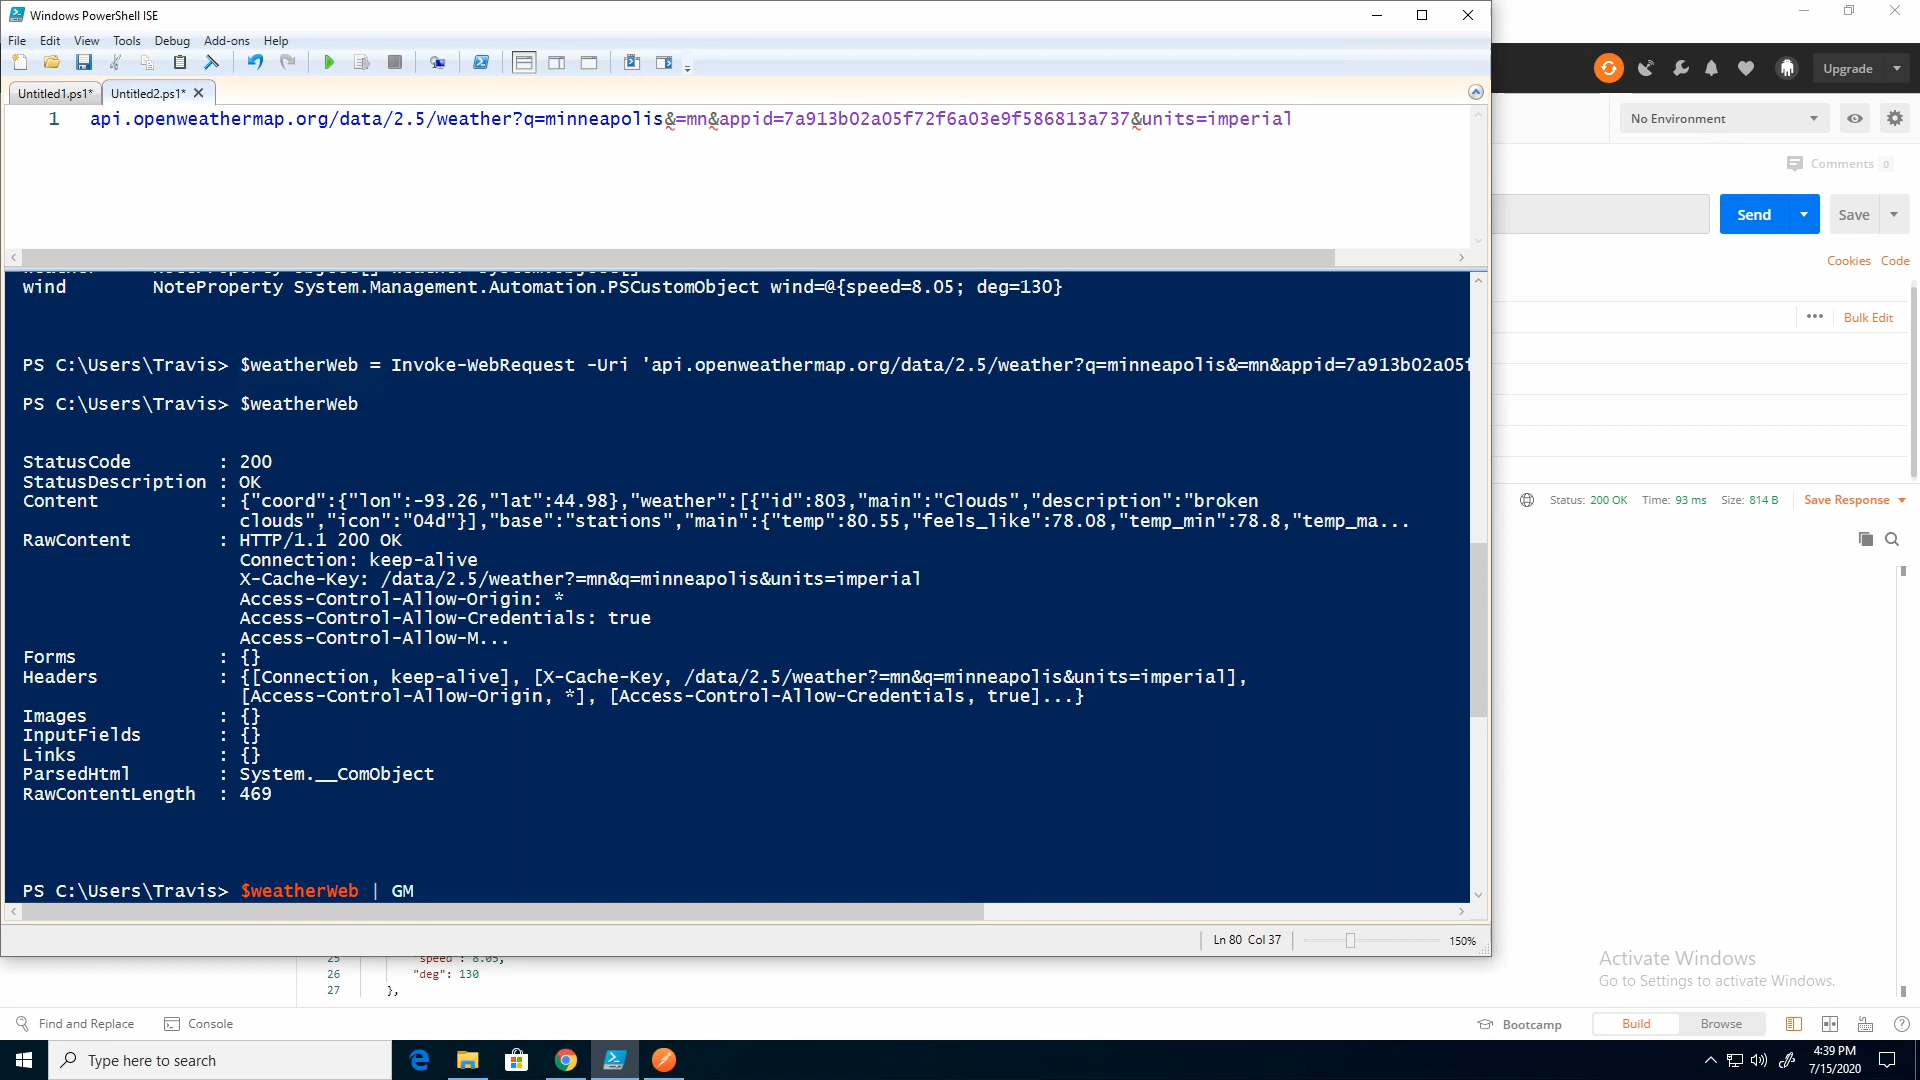 Windows PowerShell ISE
File Edit View Tools Debug Add-ons Help
Untitled1.ps1* Untitled2.ps1*
1 api.openweathermap.org/data/2.5/weather?q=minneapolis&=mn&appid=7a913b02a05f72f6a03e9f586813a737&units=imperial
wind NoteProperty System.Management.Automation.PSCustomObject wind=@{speed=8.05; deg=130}
PS C:\Users\Travis> $weatherWeb = Invoke-WebRequest -Uri 'api.openweathermap.org/data/2.5/weather?q=minneapolis&=mn&appid=7a913b02a05f
PS C:\Users\Travis> $weatherWeb
StatusCode : 200
StatusDescription : OK
Content : {"coord":{"lon":-93.26,"lat":44.98},"weather":[{"id":803,"main":"Clouds","description":"broken
clouds","icon":"04d"}],"base":"stations","main":{"temp":80.55,"feels_like":78.08,"temp_min":78.8,"temp_ma...
RawContent : HTTP/1.1 200 OK
Connection: keep-alive
X-Cache-Key: /data/2.5/weather?=mn&q=minneapolis&units=imperial
Access-Control-Allow-Origin: *
Access-Control-Allow-Credentials: true
Access-Control-Allow-M...
Forms : {}
Headers : {[Connection, keep-alive], [X-Cache-Key, /data/2.5/weather?=mn&q=minneapolis&units=imperial],
[Access-Control-Allow-Origin, *], [Access-Control-Allow-Credentials, true]...}
Images : {}
InputFields : {}
Links : {}
ParsedHtml : System.__ComObject
RawContentLength : 469
PS C:\Users\Travis> $weatherWeb | GM
Ln 80 Col 37 150%
Upgrade
No Environment
Comments 0
Send Save
Cookies Code
Bulk Edit
Status: 200 OK Time: 93 ms Size: 814 B Save Response
25 "speed": 8.05,
26 "deg": 130
27 },
Activate Windows
Go to Settings to activate Windows.
Find and Replace Console Bootcamp Build Browse
Type here to search
4:39 PM
7/15/2020